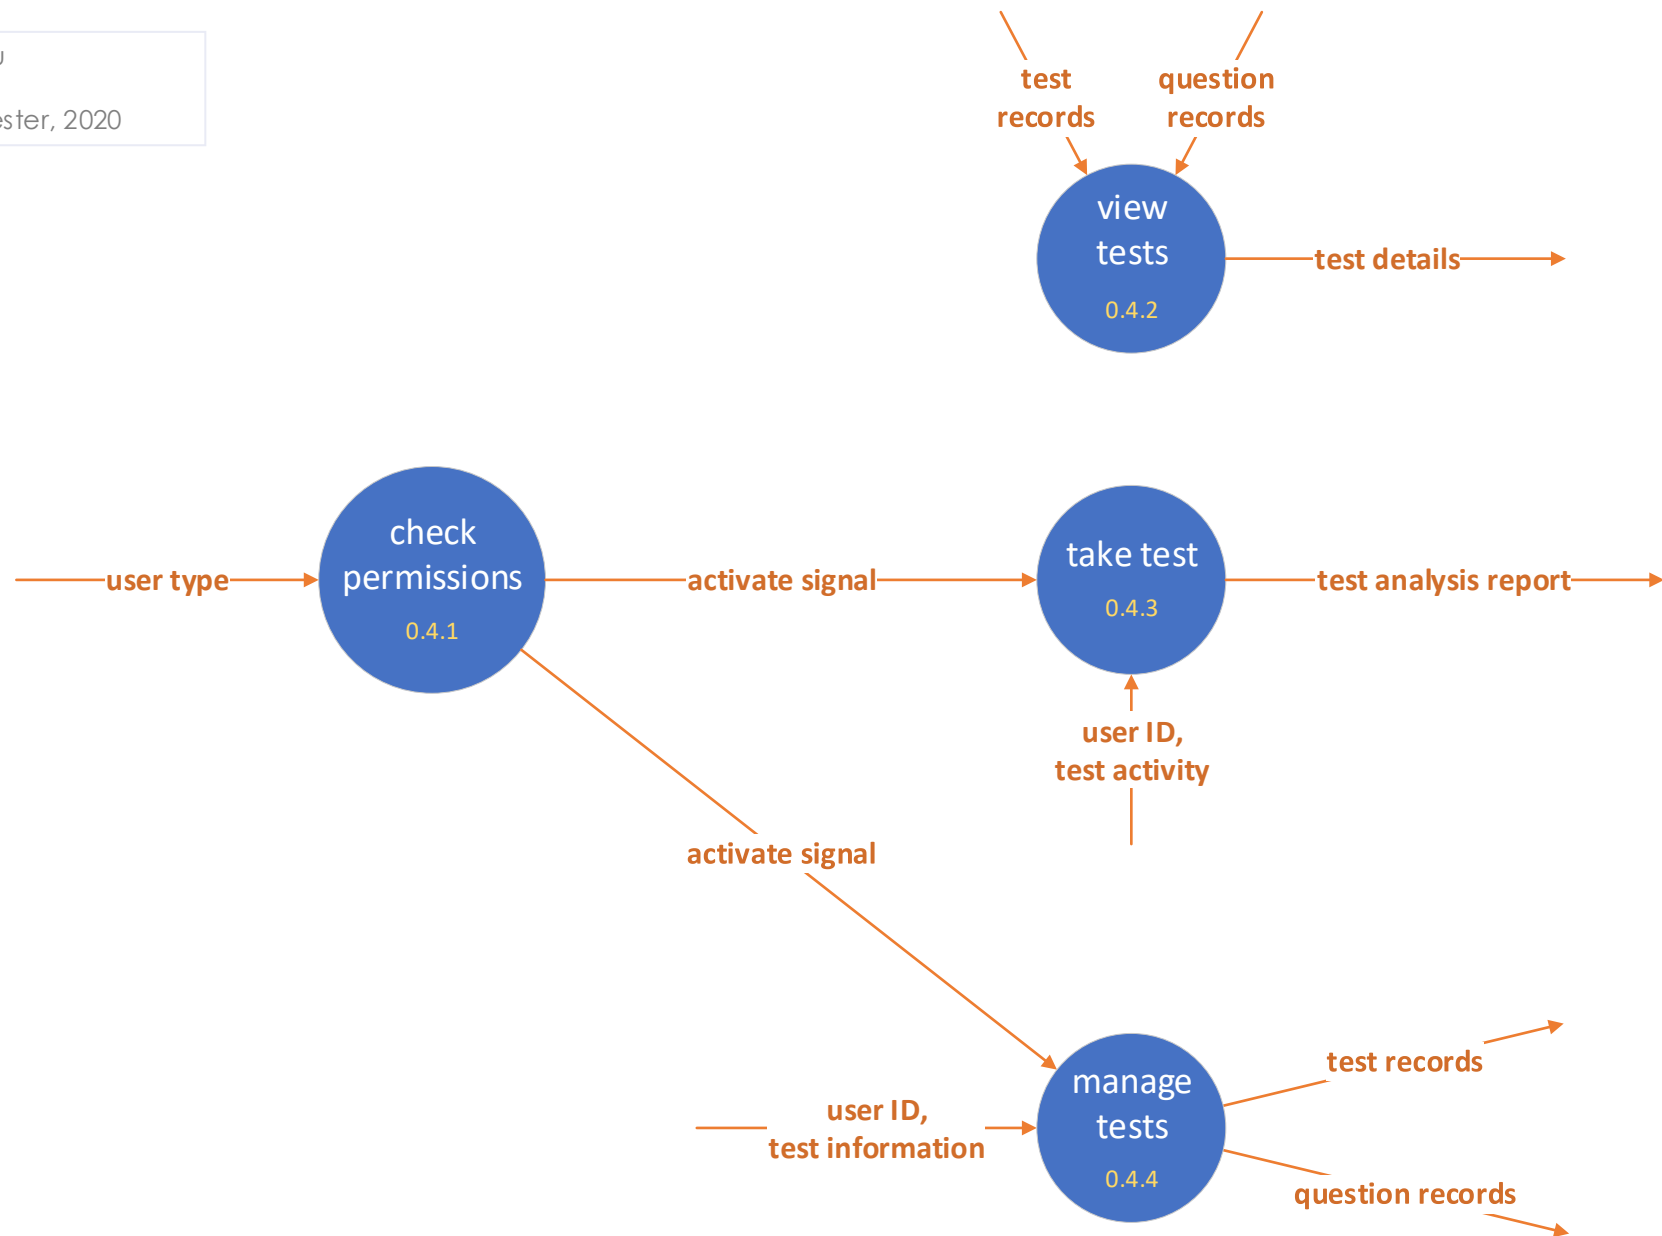 ester, 2020
test
records
question
records
view
tests
0.4.2
test details
check
permissions
0.4.1
user type
activate signal
take test
0.4.3
test analysis report
user ID,
test activity
activate signal
manage
tests
0.4.4
user ID,
test information
test records
question records